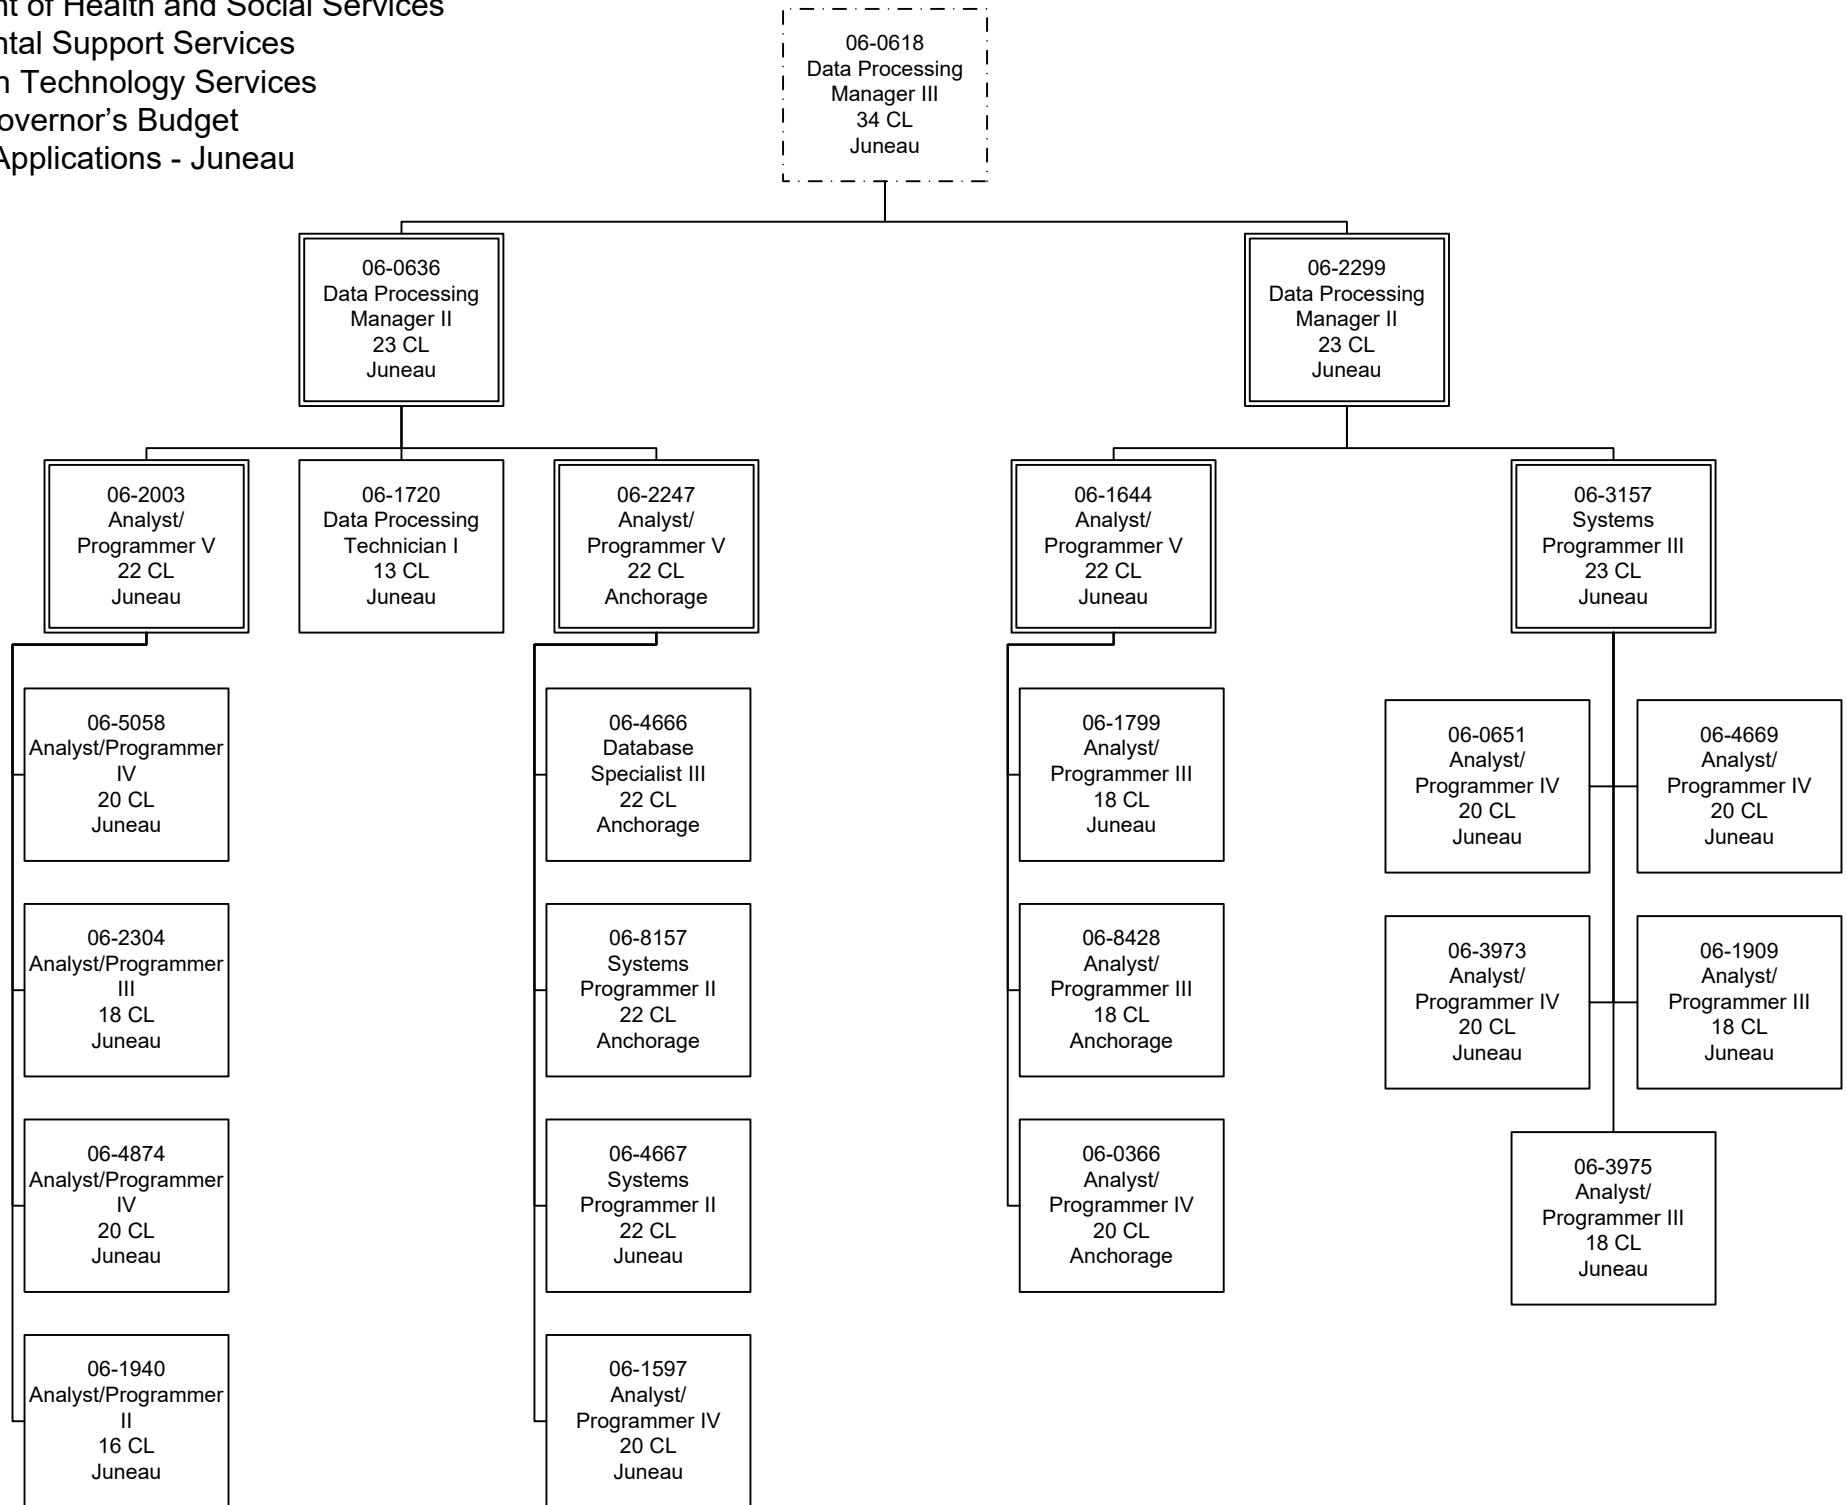 of Health and Social Services
Support Services
Technology Services
Budget
Applications - Juneau
06-0618
Data Processing
Manager III
34 CL
Juneau
06-0636
Data Processing
Manager II
23 CL
Juneau
06-2299
Data Processing
Manager II
23 CL
Juneau
06-2003
Analyst/
Programmer V
22 CL
Juneau
06-1720
Data Processing
Technician I
13 CL
Juneau
06-2247
Analyst/
Programmer V
22 CL
Anchorage
06-1644
Analyst/
Programmer V
22 CL
Juneau
06-3157
Systems
Programmer III
23 CL
Juneau
06-5058
Analyst/Programmer
IV
20 CL
Juneau
06-4666
Database
Specialist III
22 CL
Anchorage
06-1799
Analyst/
Programmer III
18 CL
Juneau
06-0651
Analyst/
Programmer IV
20 CL
Juneau
06-4669
Analyst/
Programmer IV
20 CL
Juneau
06-2304
Analyst/Programmer
III
18 CL
Juneau
06-8157
Systems
Programmer II
22 CL
Anchorage
06-8428
Analyst/
Programmer III
18 CL
Anchorage
06-3973
Analyst/
Programmer IV
20 CL
Juneau
06-1909
Analyst/
Programmer III
18 CL
Juneau
06-4874
Analyst/Programmer
IV
20 CL
Juneau
06-4667
Systems
Programmer II
22 CL
Juneau
06-0366
Analyst/
Programmer IV
20 CL
Anchorage
06-3975
Analyst/
Programmer III
18 CL
Juneau
06-1940
Analyst/Programmer
II
16 CL
Juneau
06-1597
Analyst/
Programmer IV
20 CL
Juneau